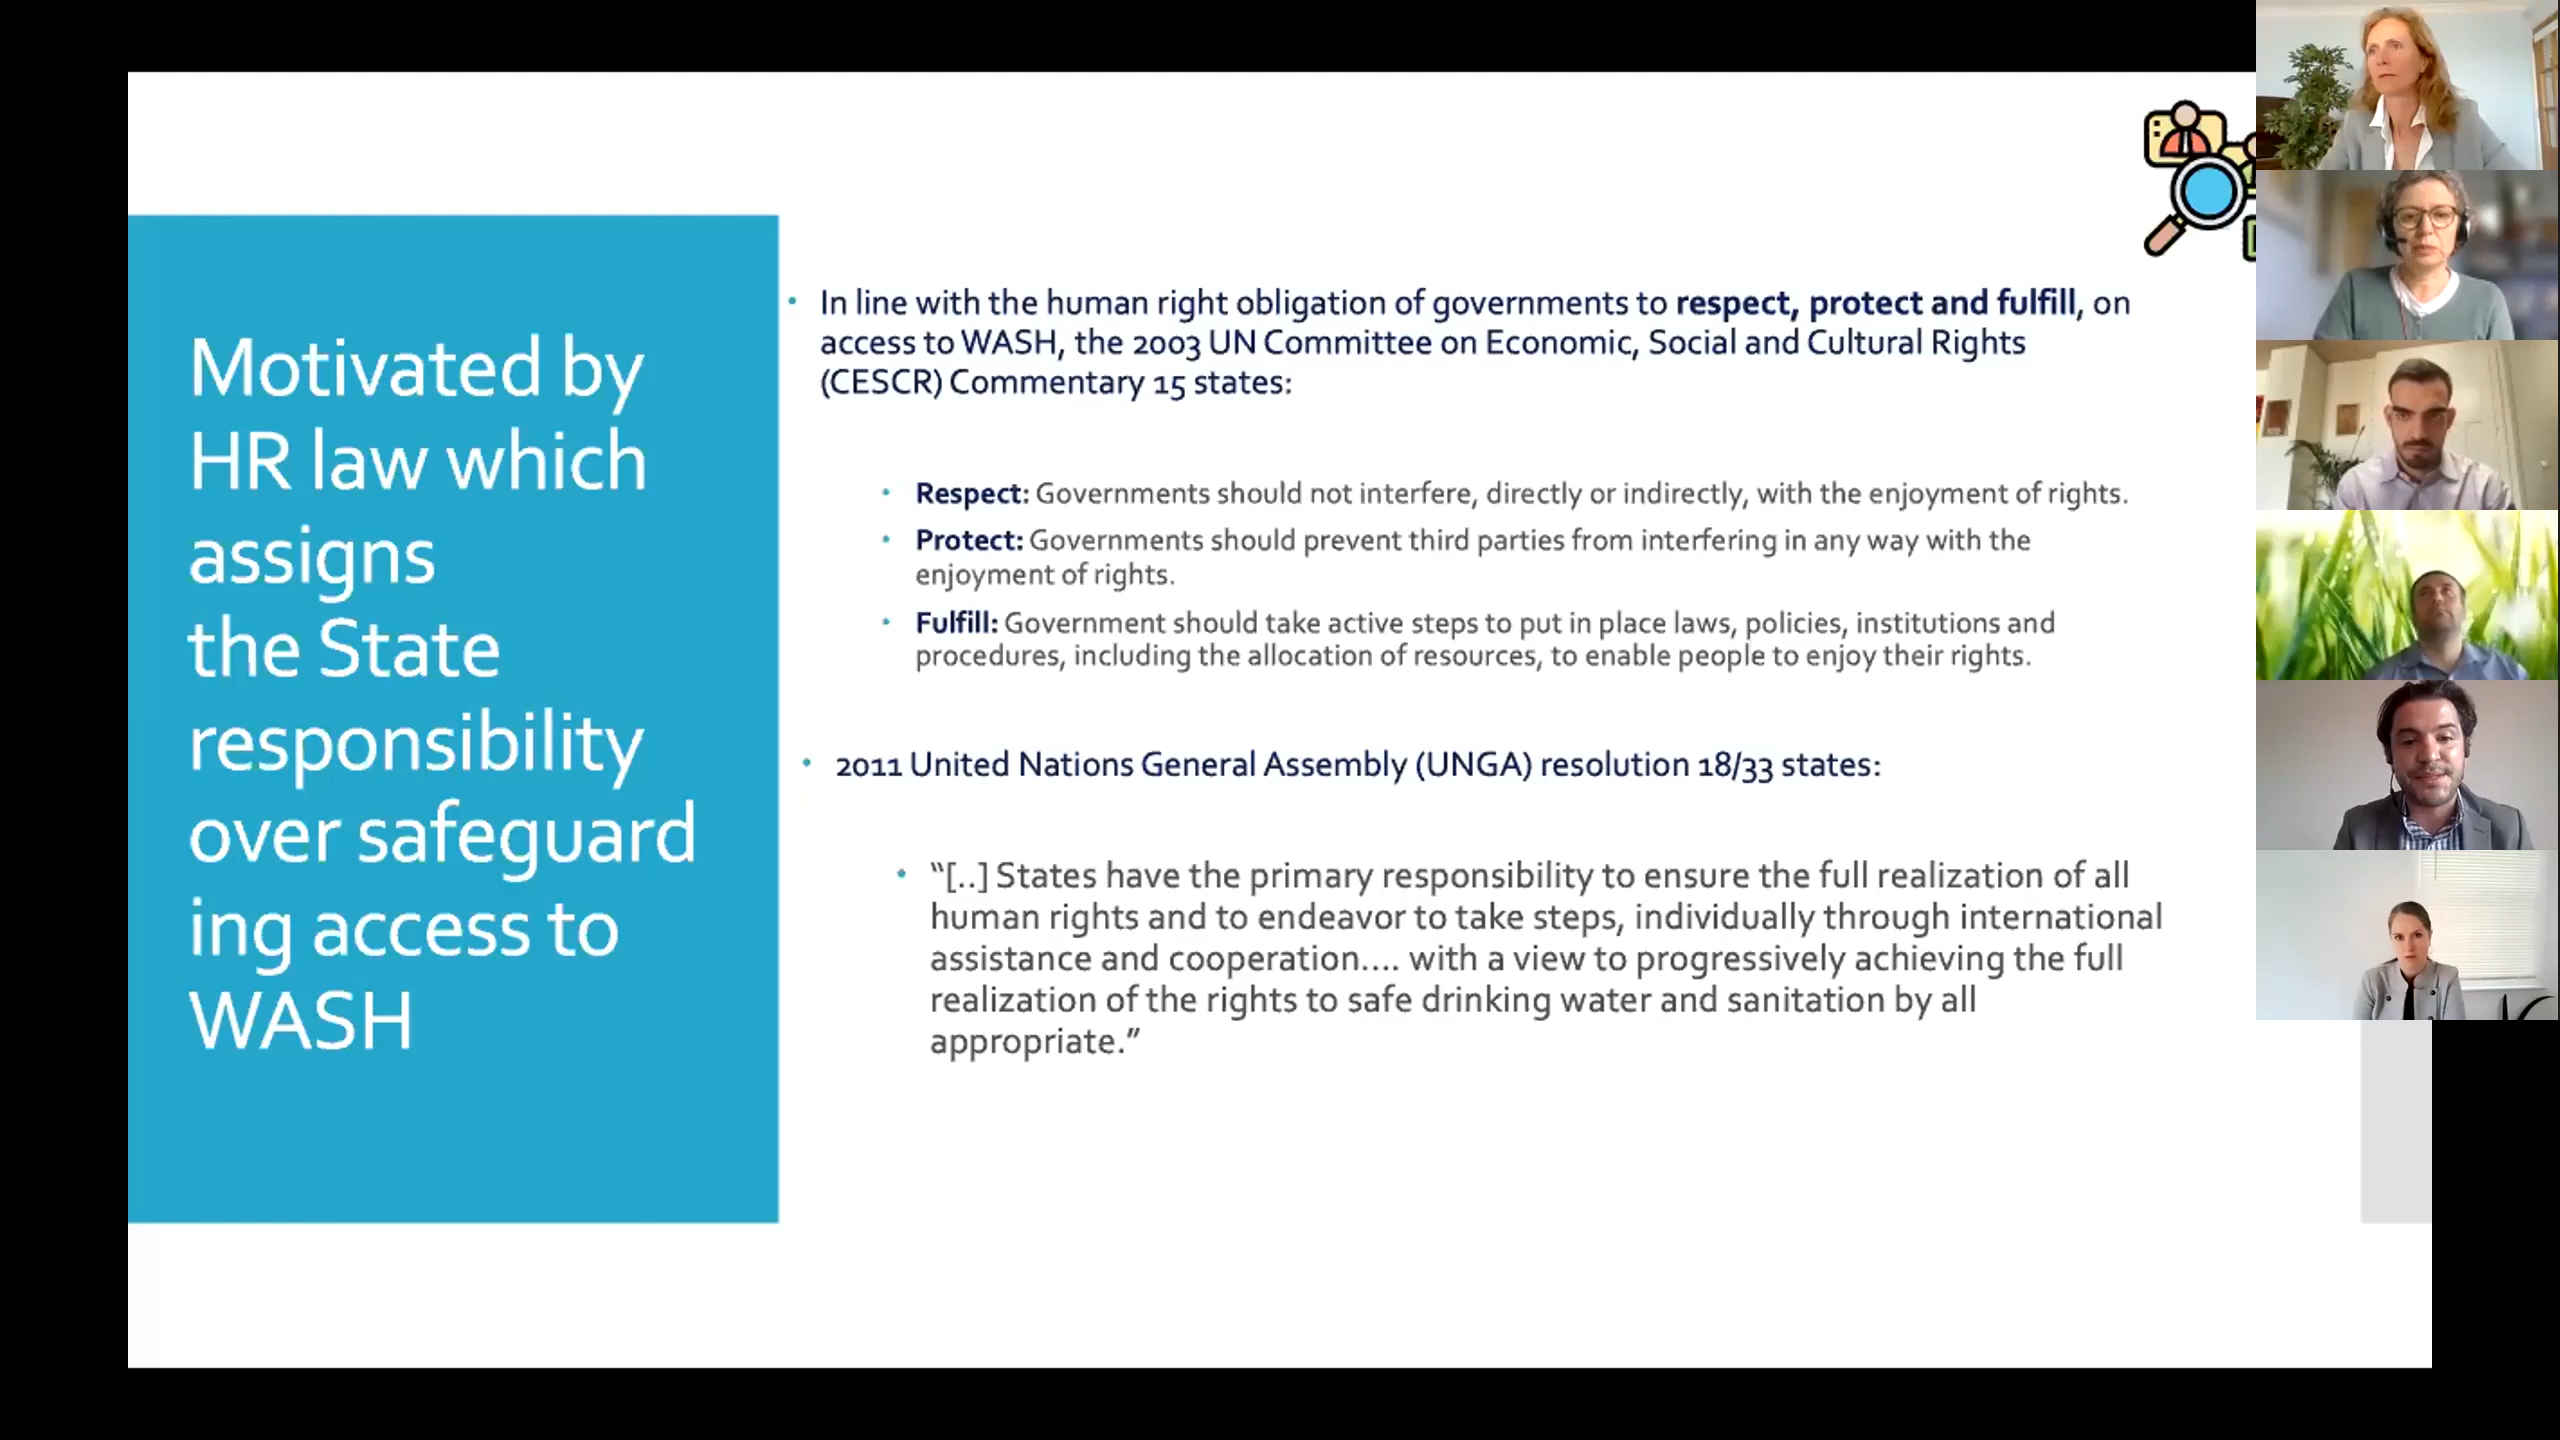 Motivated by
HR law which
assigns
the State
responsibility
over safeguard
ing access to
WASH
• In line with the human right obligation of governments to respect, protect and fulfill, on
access to WASH, the 2003 UN Committee on Economic, Social and Cultural Rights
(CESCR) Commentary 15 states:
• Respect: Governments should not interfere, directly or indirectly, with the enjoyment of rights.
• Protect: Governments should prevent third parties from interfering in any way with the
enjoyment of rights.
• Fulfill: Government should take active steps to put in place laws, policies, institutions and
procedures, including the allocation of resources, to enable people to enjoy their rights.
• 2011 United Nations General Assembly (UNGA) resolution 18/33 states:
• “[..] States have the primary responsibility to ensure the full realization of all
human rights and to endeavor to take steps, individually through international
assistance and cooperation.... with a view to progressively achieving the full
realization of the rights to safe drinking water and sanitation by all
appropriate.”